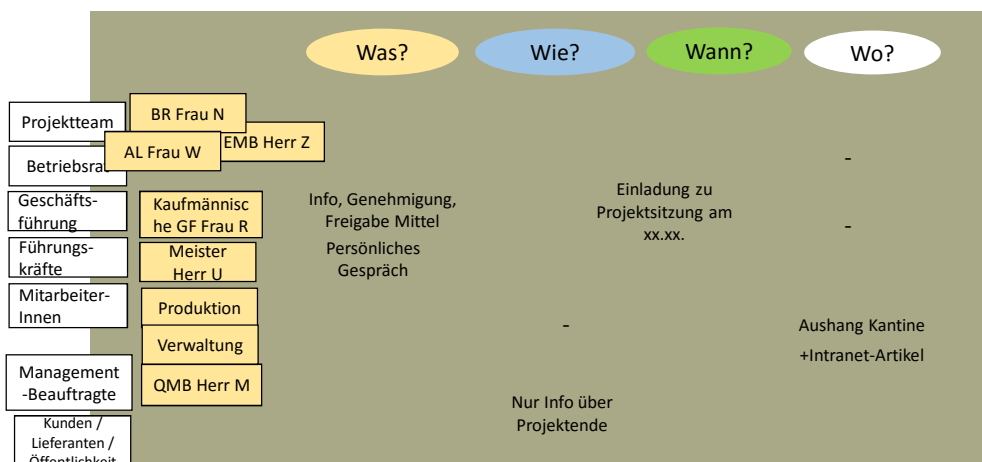 Was?
Wie?
Wann?
Wo?
Projektteam
BR Frau N
EMB Herr Z
AL Frau W
Betriebsrat
-
Geschäfts-
führung
Kaufmännisc
he GF Frau R
Info, Genehmigung,
Freigabe Mittel
Einladung zu
Projektsitzung am
xx.xx.
-
Führungs-
kräfte
Meister
Herr U
Persönliches
Gespräch
Mitarbeiter-
Innen
Produktion
Verwaltung
-
Aushang Kantine
+Intranet-Artikel
Management
-Beauftragte
QMB Herr M
Nur Info über
Projektende
Kunden /
Lieferanten /
Öffentlichkeit